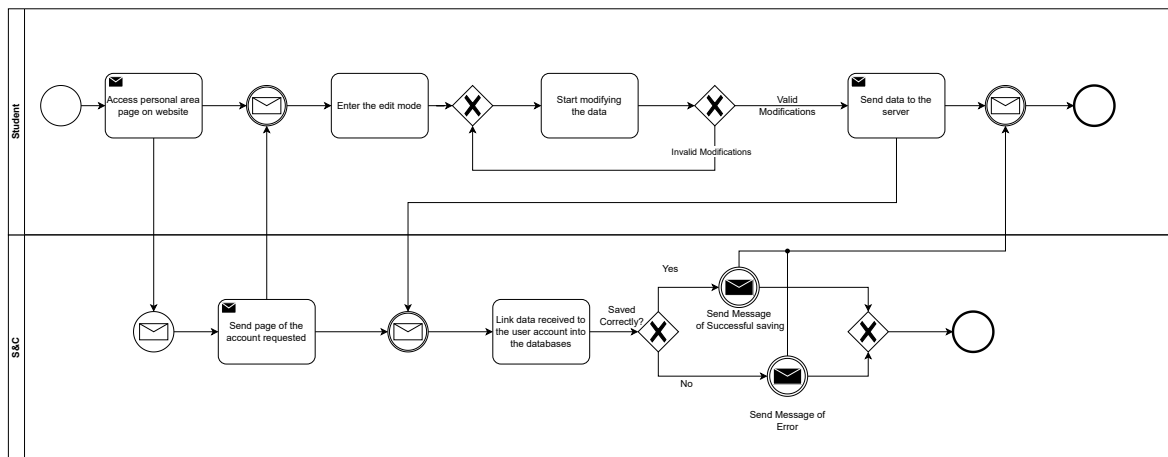 Student
Access personal area
page on website
Enter the edit mode
Start modifying
the data
Valid
Modifications
Invalid Modifications
Send data to the
server
S&C
Send page of the
account requested
Link data received to
the user account into
the databases
Saved
Correctly?
Yes
Send Message
of Successful saving
No
Send Message of
Error